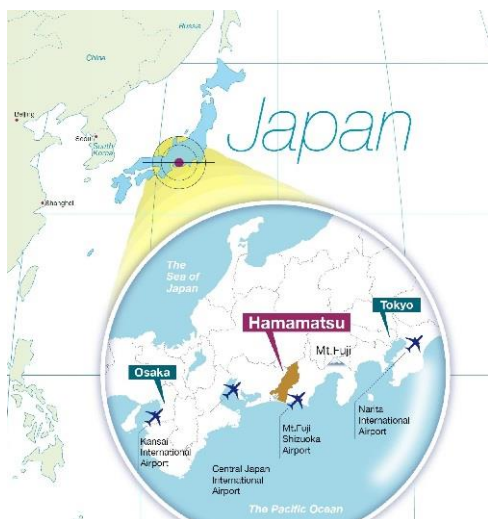 Russia
China
Beijing
Seoul
South
Korea
Shanghai
Japan
The
Sea of
Japan
Tokyo
Hamamatsu
Mt.Fuji
Osaka
Kansai
International
Airport
Central Japan
International
Airport
Mt.Fuji
Shizuoka
Airport
Narita
International
Airport
The Pacific Ocean